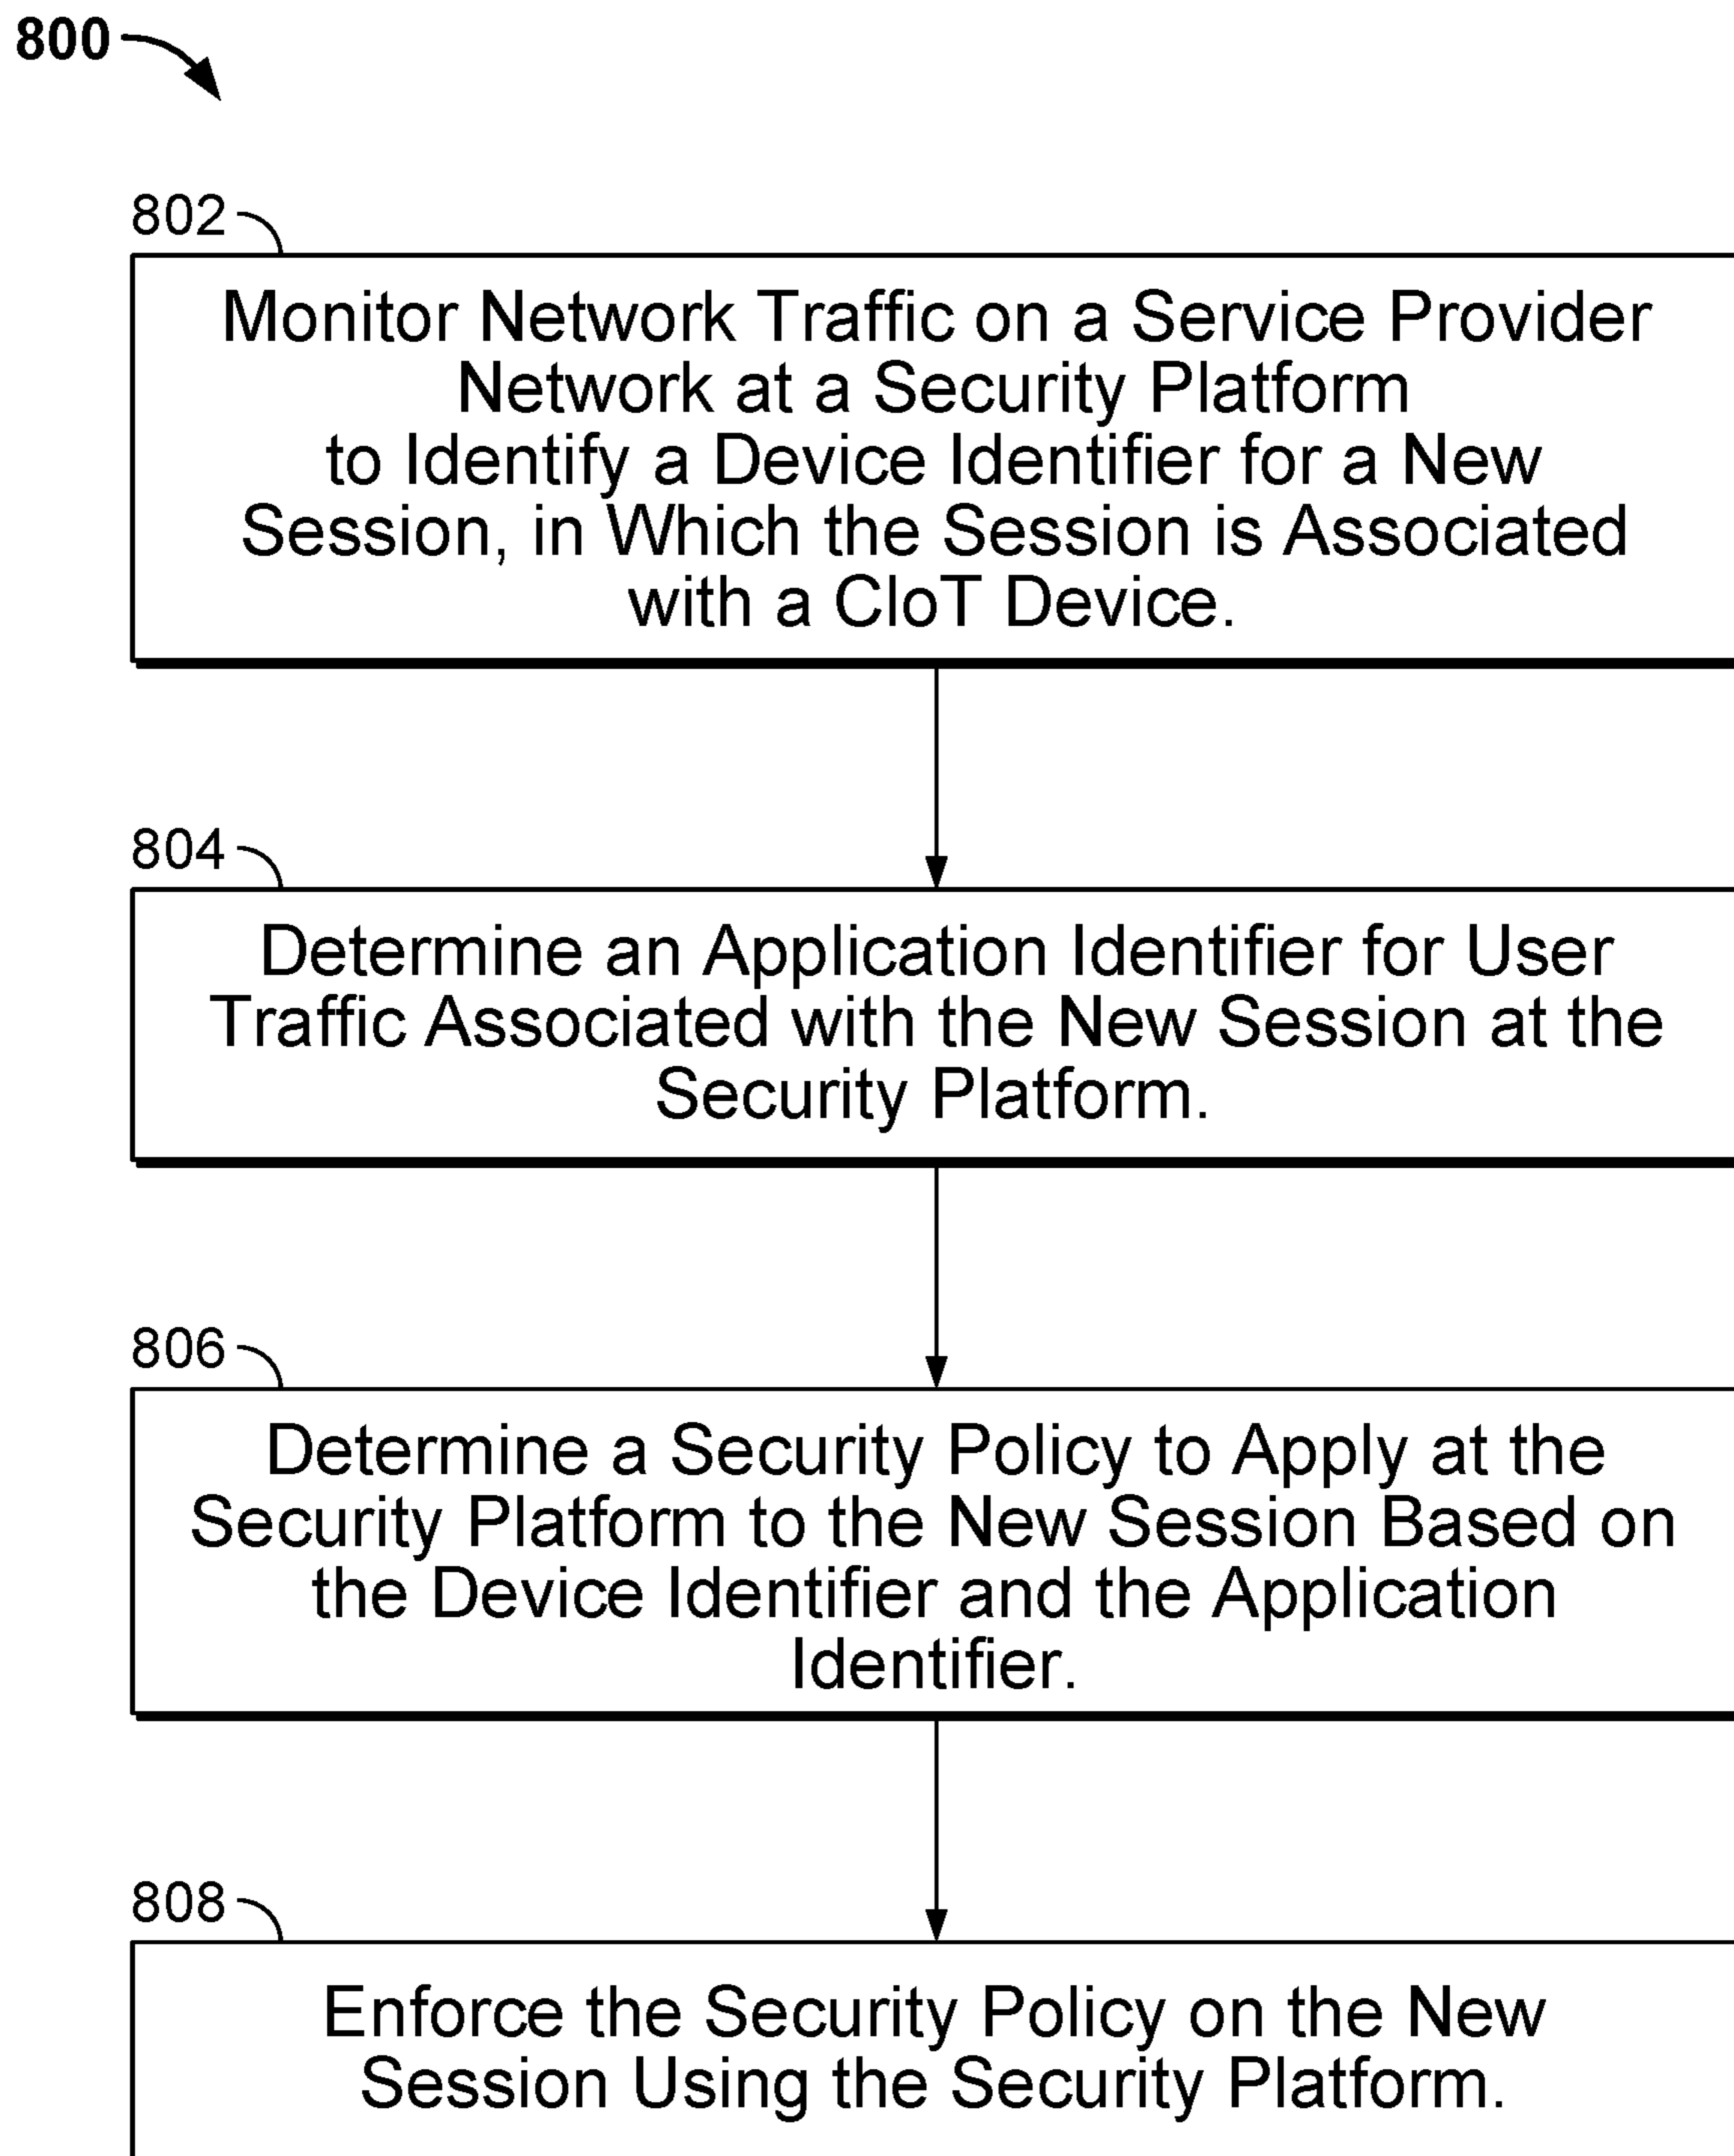 800
802
Monitor Network Traffic on a Service Provider
Network at a Security Platform
to Identify a Device Identifier for a New
Session, in Which the Session is Associated
with a CIoT Device.
804
Determine an Application Identifier for User
Traffic Associated with the New Session at the
Security Platform.
806
Determine a Security Policy to Apply at the
Security Platform to the New Session Based on
the Device Identifier and the Application
Identifier.
808
Enforce the Security Policy on the New
Session Using the Security Platform.